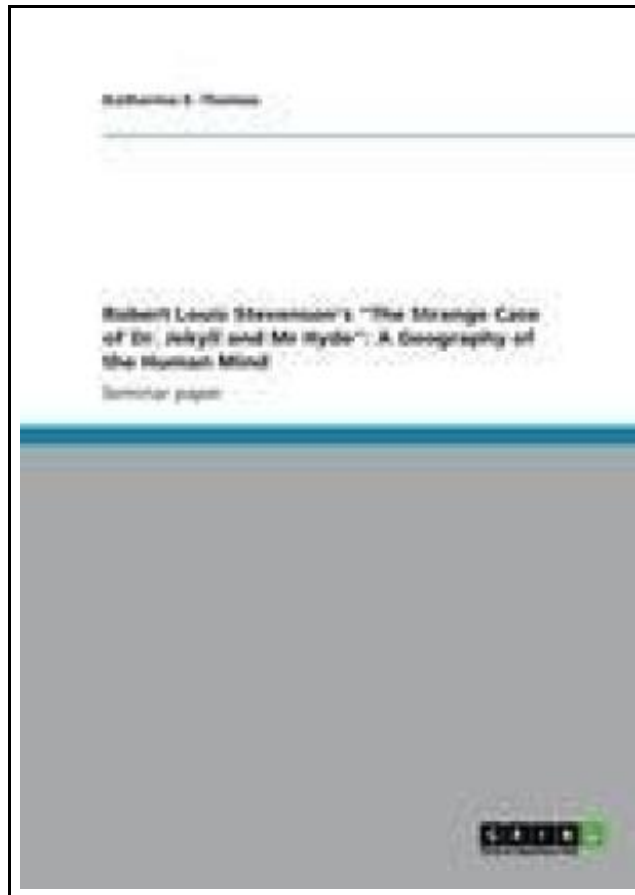 Katharina E. Thomas
Robert Louis Stevenson's "The Strange Case
of Dr. Jekyll and Mr Hyde": A Geography of
the Human Mind
Seminar paper
GRIN